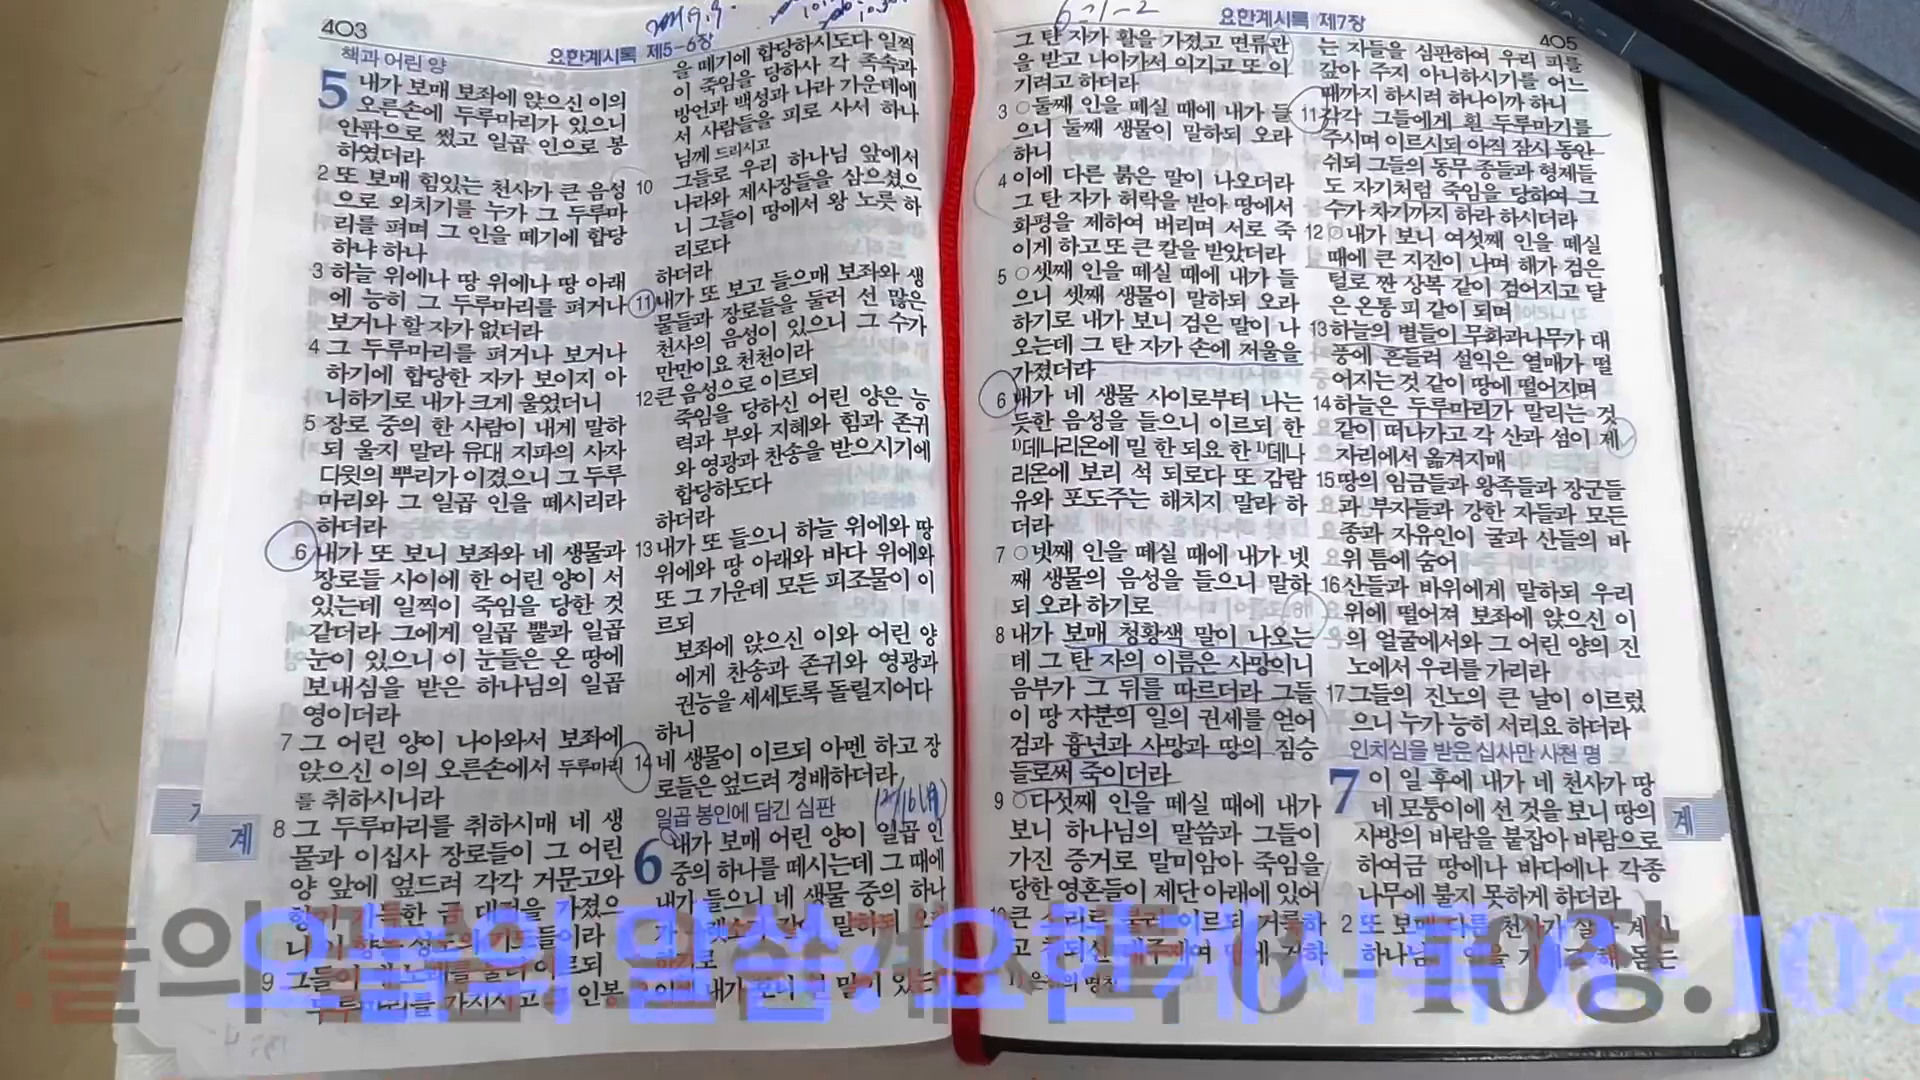 403
요한계시록 제5-6장
책과 어린 양
5 내가 보매 보좌에 앉으신 이의
오른손에 두루마리가 있으니
안팎으로 썼고 일곱 인으로 봉
하였더라
2 또 보매 힘있는 천사가 큰 음성
으로 외치기를 누가 그 두루마
리를 펴며 그 인을 떼기에 합당
하냐 하나
3 하늘 위에나 땅 위에나 땅 아래
에 능히 그 두루마리를 펴거나
보거나 할 자가 없더라
4 그 두루마리를 펴거나 보거나
하기에 합당한 자가 보이지 아
니하기로 내가 크게 울었더니
5 장로 중의 한 사람이 내게 말하
되 울지 말라 유대 지파의 사자
다윗의 뿌리가 이겼으니 그 두루
마리와 그 일곱 인을 떼시리라
하더라
6 내가 또 보니 보좌와 네 생물과
장로들 사이에 한 어린 양이 서
있는데 일찍이 죽임을 당한 것
같더라 그에게 일곱 뿔과 일곱
눈이 있으니 이 눈들은 온 땅에
보내심을 받은 하나님의 일곱
영이더라
7 그 어린 양이 나아와서 보좌에
앉으신 이의 오른손에서 두루마리
를 취하시니라
8 그 두루마리를 취하시매 네 생
물과 이십사 장로들이 그 어린
양 앞에 엎드려 각각 거문고와
향이 가득한 금 대접을 가졌으
니 이 향은 성도의 기도들이라
9 그들이 새 노래를 불러 이르되
두루마리를 가지시고 그 인봉
을 떼기에 합당하시도다 일찍
이 죽임을 당하사 각 족속과
방언과 백성과 나라 가운데에
서 사람들을 피로 사서 하나
님께 드리시고
10 그들로 우리 하나님 앞에서
나라와 제사장들을 삼으셨으
니 그들이 땅에서 왕 노릇 하
리로다
하더라
11 내가 또 보고 들으매 보좌와 생
물들과 장로들을 둘러 선 많은
천사의 음성이 있으니 그 수가
만만이요 천천이라
12 큰 음성으로 이르되
죽임을 당하신 어린 양은 능
력과 부와 지혜와 힘과 존귀
와 영광과 찬송을 받으시기에
합당하도다
하더라
13 내가 또 들으니 하늘 위에와 땅
위에와 땅 아래와 바다 위에와
또 그 가운데 모든 피조물이 이
르되
보좌에 앉으신 이와 어린 양
에게 찬송과 존귀와 영광과
권능을 세세토록 돌릴지어다
하니
14 네 생물이 이르되 아멘 하고 장
로들은 엎드려 경배하더라
일곱 봉인에 담긴 심판
6 내가 보매 어린 양이 일곱 인
중의 하나를 떼시는데 그 때에
내가 들으니 네 생물 중의 하나
계
요한계시록 제7장
405
그 탄 자가 활을 가졌고 면류관
을 받고 나아가서 이기고 또 이
기려고 하더라
3 ○둘째 인을 떼실 때에 내가 들
으니 둘째 생물이 말하되 오라
하니
4 이에 다른 붉은 말이 나오더라
그 탄 자가 허락을 받아 땅에서
화평을 제하여 버리며 서로 죽
이게 하고 또 큰 칼을 받았더라
5 ○셋째 인을 떼실 때에 내가 들
으니 셋째 생물이 말하되 오라
하기로 내가 보니 검은 말이 나
오는데 그 탄 자가 손에 저울을
가졌더라
6 내가 네 생물 사이로부터 나는
듯한 음성을 들으니 이르되 한
1)데나리온에 밀 한 되요 한 1)데나
리온에 보리 석 되로다 또 감람
유와 포도주는 해치지 말라 하
더라
7 ○넷째 인을 떼실 때에 내가 넷
째 생물의 음성을 들으니 말하
되 오라 하기로
8 내가 보매 청황색 말이 나오는
데 그 탄 자의 이름은 사망이니
음부가 그 뒤를 따르더라 그들
이 땅 사분의 일의 권세를 얻어
검과 흉년과 사망과 땅의 짐승
들로써 죽이더라
9 ○다섯째 인을 떼실 때에 내가
보니 하나님의 말씀과 그들이
가진 증거로 말미암아 죽임을
당한 영혼들이 제단 아래에 있어
는 자들을 심판하여 우리 피를
갚아 주지 아니하시기를 어느
때까지 하시려 하나이까 하니
11 각각 그들에게 흰 두루마기를
주시며 이르시되 아직 잠시 동안
쉬되 그들의 동무 종들과 형제들
도 자기처럼 죽임을 당하여 그
수가 차기까지 하라 하시더라
12 ○내가 보니 여섯째 인을 떼실
때에 큰 지진이 나며 해가 검은
털로 짠 상복 같이 검어지고 달
은 온통 피 같이 되며
13 하늘의 별들이 무화과나무가 대
풍에 흔들려 설익은 열매가 떨
어지는 것 같이 땅에 떨어지며
14 하늘은 두루마리가 말리는 것
같이 떠나가고 각 산과 섬이 제
자리에서 옮겨지매
15 땅의 임금들과 왕족들과 장군들
과 부자들과 강한 자들과 모든
종과 자유인이 굴과 산들의 바
위 틈에 숨어
16 산들과 바위에게 말하되 우리
위에 떨어져 보좌에 앉으신 이
의 얼굴에서와 그 어린 양의 진
노에서 우리를 가리라
17 그들의 진노의 큰 날이 이르렀
으니 누가 능히 서리요 하더라
인치심을 받은 십사만 사천 명
7 이 일 후에 내가 네 천사가 땅
네 모퉁이에 선 것을 보니 땅의
사방의 바람을 붙잡아 바람으로
하여금 땅에나 바다에나 각종
나무에 불지 못하게 하더라
계
오늘의 말씀, 요한계시록 6-10장.